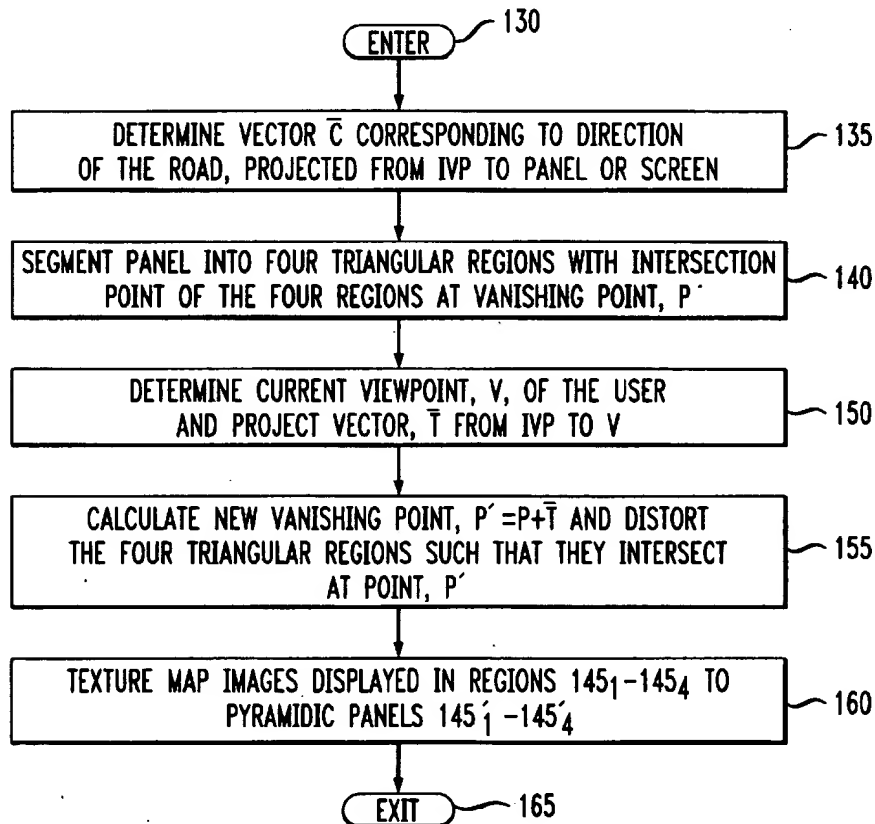 ENTER 130
DETERMINE VECTOR C̅ CORRESPONDING TO DIRECTION
OF THE ROAD, PROJECTED FROM IVP TO PANEL OR SCREEN
135
SEGMENT PANEL INTO FOUR TRIANGULAR REGIONS WITH INTERSECTION
POINT OF THE FOUR REGIONS AT VANISHING POINT, P
140
DETERMINE CURRENT VIEWPOINT, V, OF THE USER
AND PROJECT VECTOR, T̅ FROM IVP TO V
150
CALCULATE NEW VANISHING POINT, P′=P+T̅ AND DISTORT
THE FOUR TRIANGULAR REGIONS SUCH THAT THEY INTERSECT
AT POINT, P′
155
TEXTURE MAP IMAGES DISPLAYED IN REGIONS 145₁-145₄ TO
PYRAMIDIC PANELS 145′₁-145′₄
160
EXIT 165